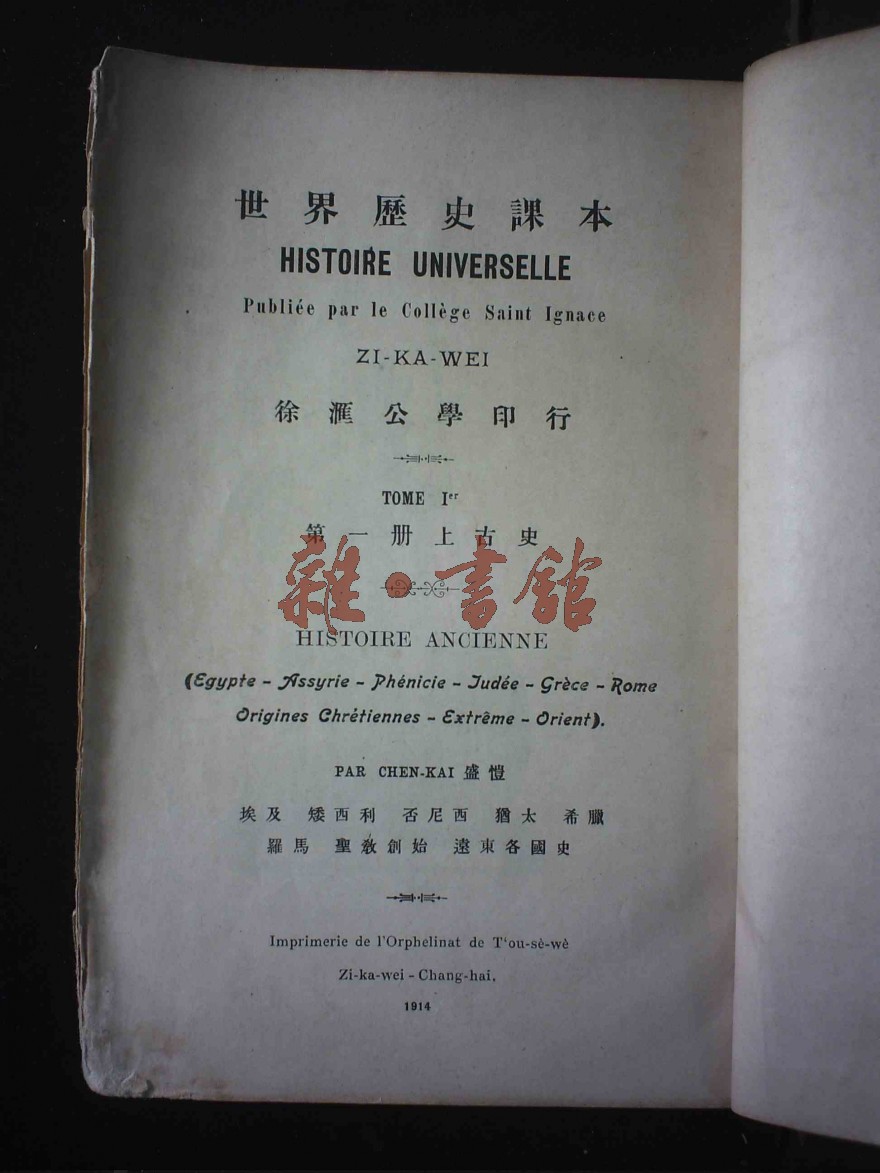 世界歷史課本
HISTOIRE UNIVERSELLE
Publiée par le Collège Saint Ignace
ZI-KA-WEI
徐滙公學印行
TOME Ier
第一册上古史
雜·書館
HISTOIRE ANCIENNE
(Egypte - Assyrie - Phénicie - Judée - Grèce - Rome
Origines Chrétiennes - Extrême - Orient).
PAR CHEN-KAI 盛愷
埃及 矮西利 否尼西 猶太 希臘
羅馬 聖教創始 遠東各國史
Imprimerie de l'Orphelinat de T'ou-sè-wè
Zi-ka-wei - Chang-hai,
1914